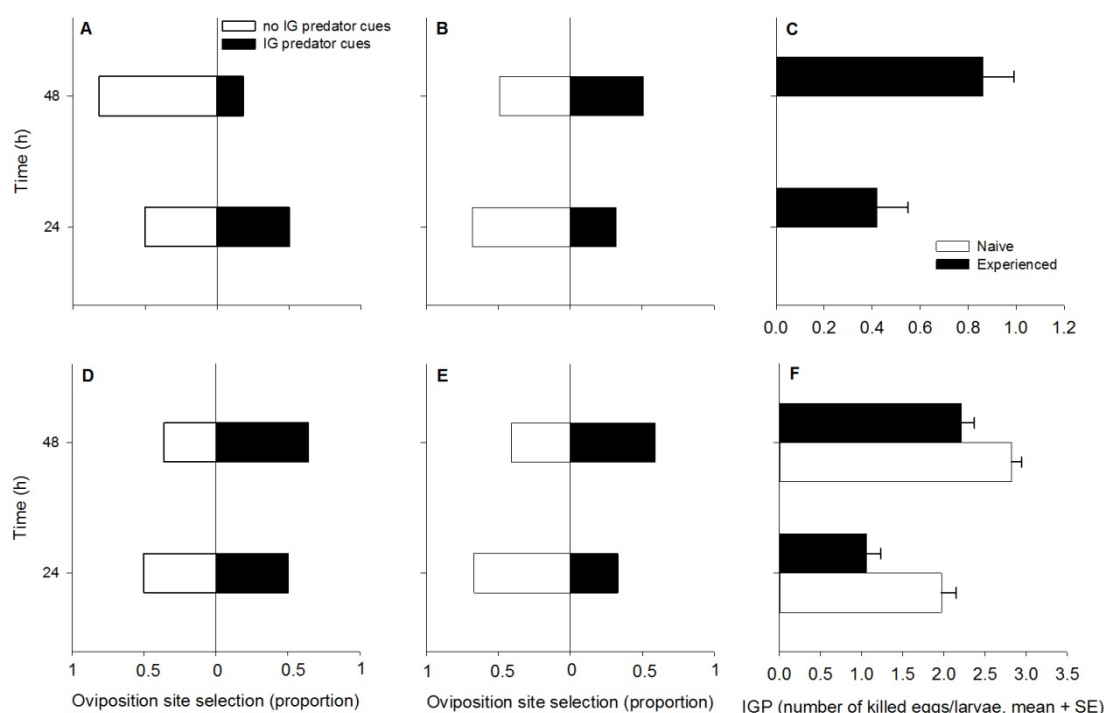 A
no IG predator cues
IG predator cues
B
C
Time (h)
48
24
Naive
Experienced
0.0 0.2 0.4 0.6 0.8 1.0 1.2
D
E
F
Time (h)
48
24
1 0.5 0 0.5 1
1 0.5 0 0.5 1
0.0 0.5 1.0 1.5 2.0 2.5 3.0 3.5
Oviposition site selection (proportion)
Oviposition site selection (proportion)
IGP (number of killed eggs/larvae, mean + SE)